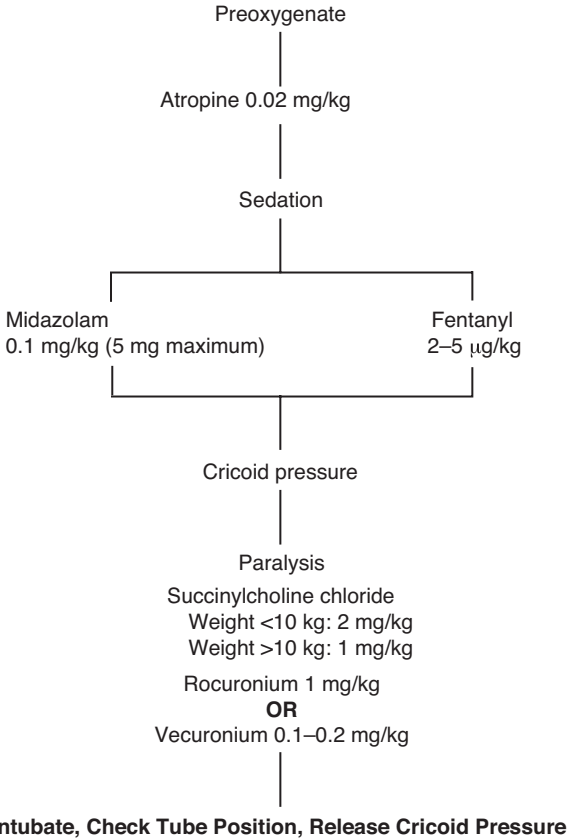 Preoxygenate
Atropine 0.02 mg/kg
Sedation
Midazolam
0.1 mg/kg (5 mg maximum)
Fentanyl
2–5 μg/kg
Cricoid pressure
Paralysis
Succinylcholine chloride
Weight <10 kg: 2 mg/kg
Weight >10 kg: 1 mg/kg
Rocuronium 1 mg/kg
OR
Vecuronium 0.1–0.2 mg/kg
ntubate, Check Tube Position, Release Cricoid Pressure